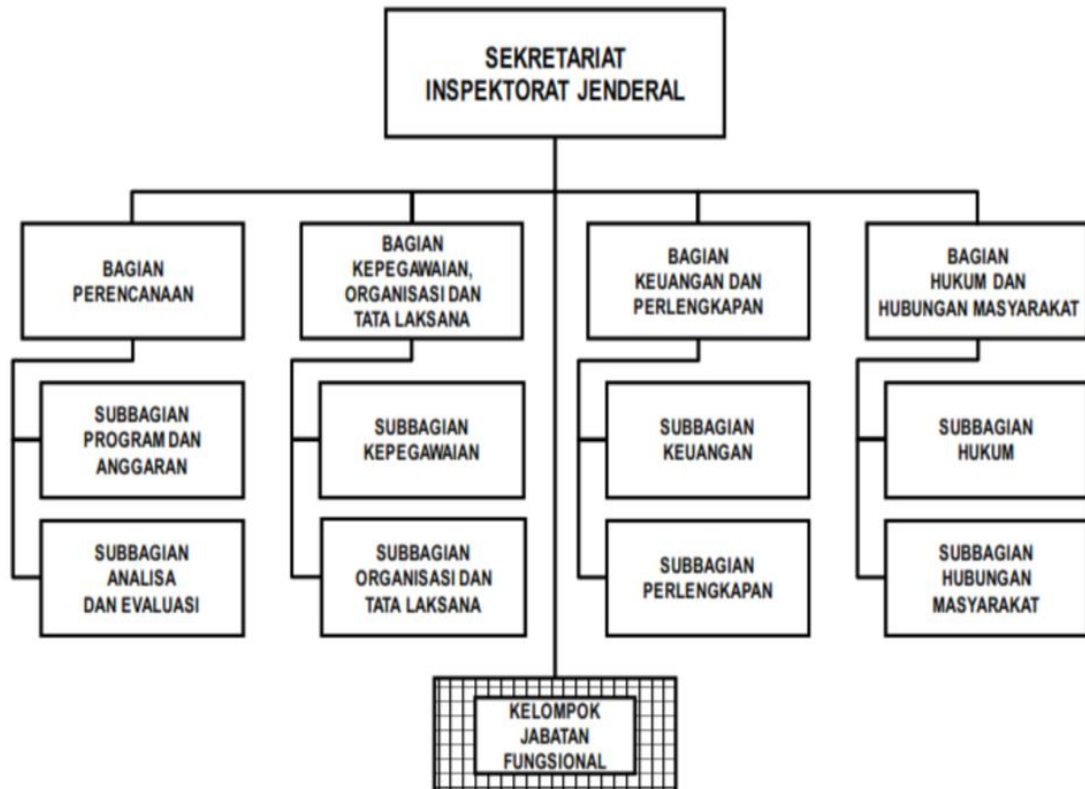 SEKRETARIAT
INSPEKTORAT JENDERAL
BAGIAN
PERENCANAAN
BAGIAN
KEPEGAWAIAN,
ORGANISASI DAN
TATA LAKSANA
BAGIAN
KEUANGAN DAN
PERLENGKAPAN
BAGIAN
HUKUM DAN
HUBUNGAN MASYARAKAT
SUBBAGIAN
PROGRAM DAN
ANGGARAN
SUBBAGIAN
KEPEGAWAIAN
SUBBAGIAN
KEUANGAN
SUBBAGIAN
HUKUM
SUBBAGIAN
ANALISA
DAN EVALUASI
SUBBAGIAN
ORGANISASI DAN
TATA LAKSANA
SUBBAGIAN
PERLENGKAPAN
SUBBAGIAN
HUBUNGAN
MASYARAKAT
KELOMPOK
JABATAN
FUNGSIONAL